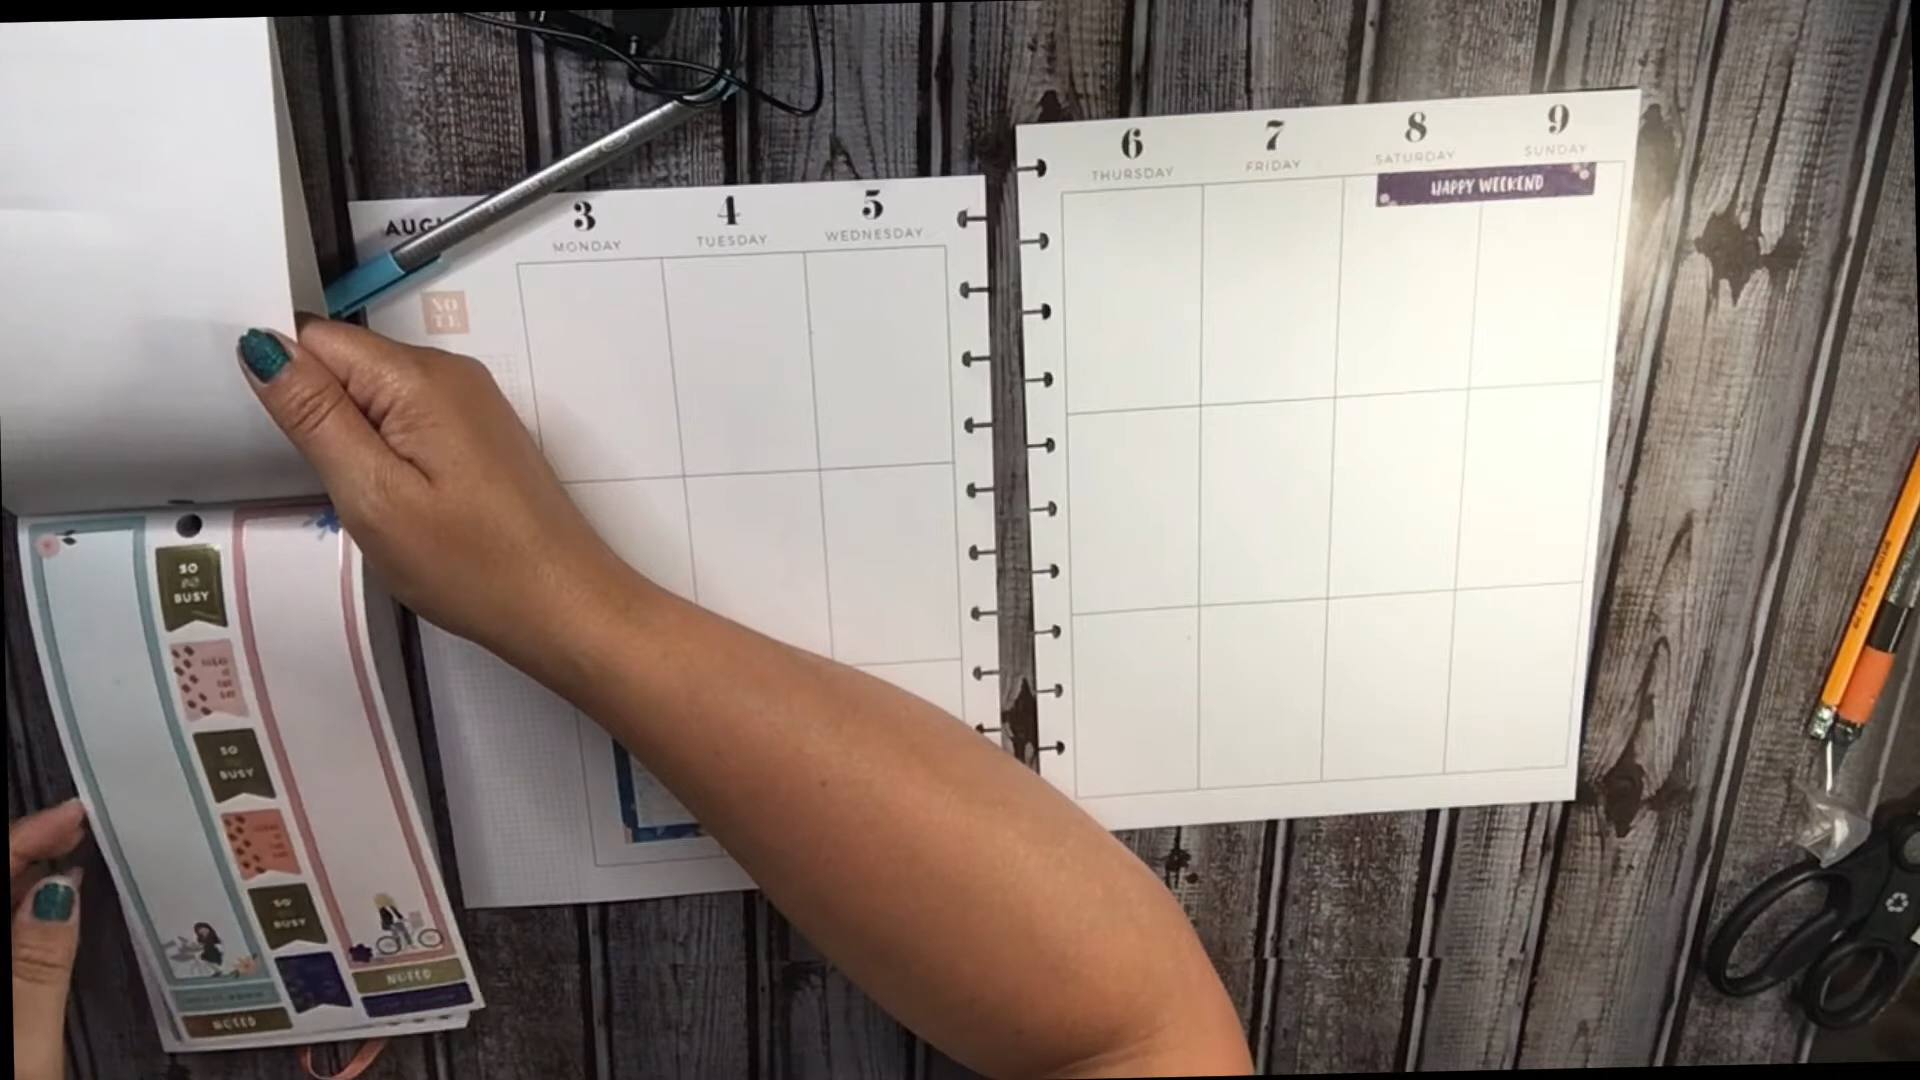 AUGU
3
MONDAY
4
TUESDAY
5
WEDNESDAY
6
THURSDAY
7
FRIDAY
8
SATURDAY
9
SUNDAY
HAPPY WEEKEND
NO
TE
SO
BUSY
SO
BUSY
SO
BUSY
NOTED
NOTED